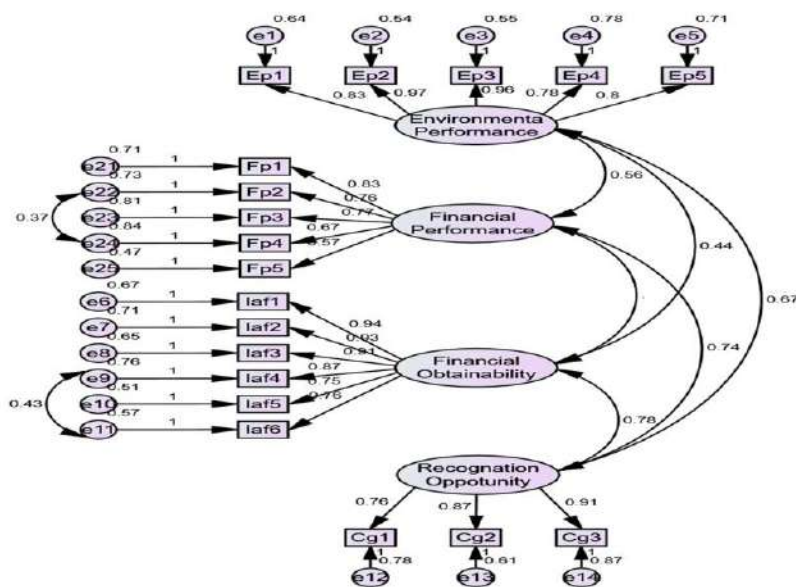 0.64 0.54 0.55 0.78 0.71
e1 e2 e3 e4 e5
1 1 1 1 1
Ep1 Ep2 Ep3 Ep4 Ep5
0.83 0.97 0.96 0.78 0.8
Environmenta
Performance
0.56
0.71
e21 1 Fp1 0.83
0.73
e22 1 Fp2 0.76
0.81
e23 1 Fp3 0.77
0.84
e24 1 Fp4 0.67
0.47
e25 1 Fp5 0.57
0.37
Financial
Performance
0.44
0.67
0.74
0.67
e6 1 Iaf1 0.94
0.71
e7 1 Iaf2 0.93
0.65
e8 1 Iaf3 0.91
0.76
e9 1 Iaf4 0.87
0.51
e10 1 Iaf5 0.75
0.57
e11 1 Iaf6 0.76
0.43
Financial
Obtainability
0.78
Recognation
Oppotunity
0.76 0.87 0.91
Cg1 Cg2 Cg3
1 1 1
0.78 0.61 0.87
e12 e13 e14